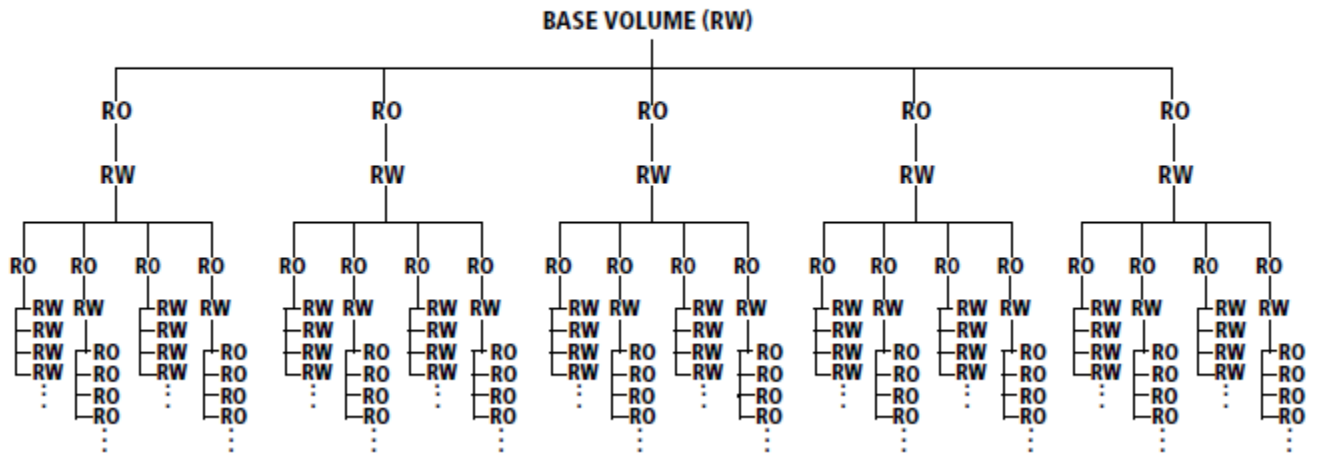 BASE VOLUME (RW)
RO RO RO RO RO
RW RW RW RW RW
RO RO RO RO RO RO RO RO RO RO RO RO RO RO RO RO RO RO RO RO
RW RW RW RW RW RW RW RW RW RW RW RW RW RW RW RW RW RW RW RW
RW RW RW RW RW RW RW RW RW RW
RW RO RW RO RW RO RW RO RW RO RW RO RW RO RW RO RW RO RW RO
RW RO RW RO RW RO RW RO RW RO RW RO RW RO RW RO RW RO RW RO
RO RO RO RO RO RO RO RO RO RO
RO RO RO RO RO RO RO RO RO RO